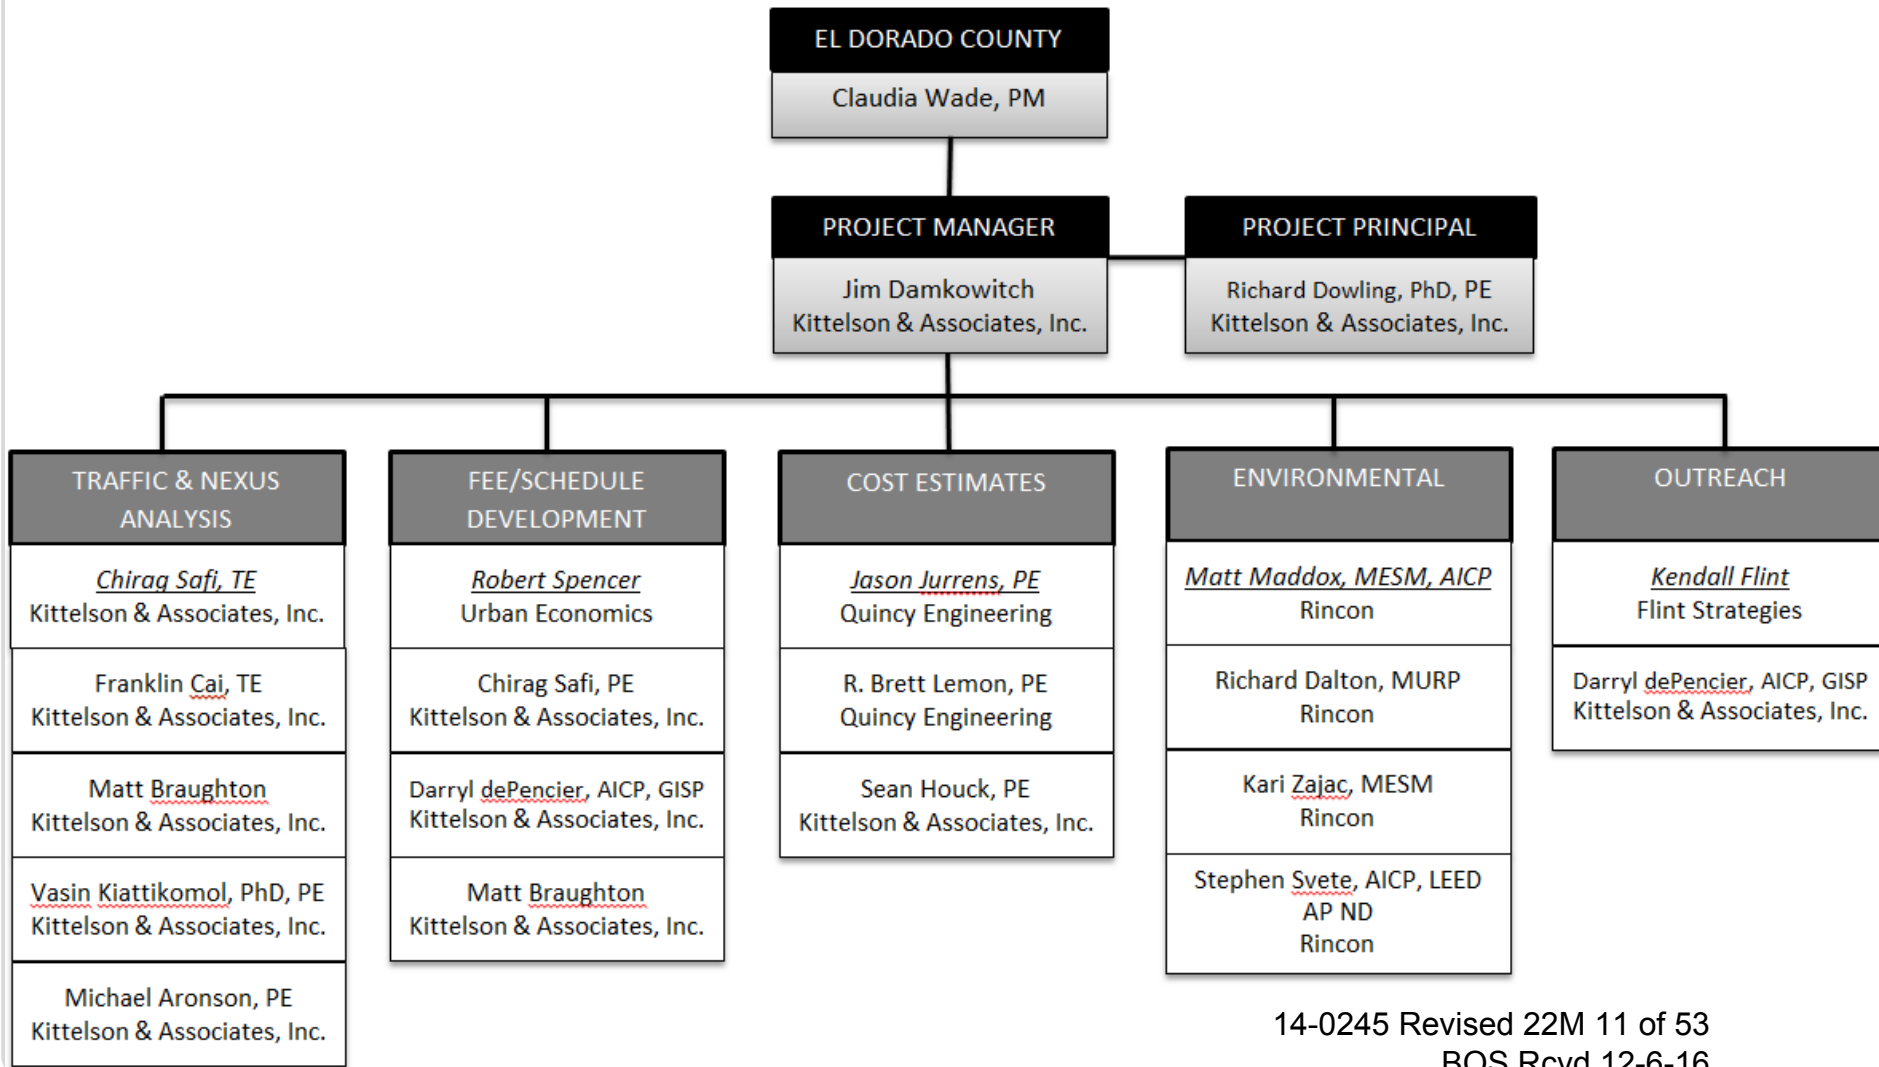 EL DORADO COUNTY
Claudia Wade, PM
PROJECT MANAGER
Jim Damkowitch
Kittelson & Associates, Inc.
PROJECT PRINCIPAL
Richard Dowling, PhD, PE
Kittelson & Associates, Inc.
TRAFFIC & NEXUS
ANALYSIS
Chirag Safi, TE
Kittelson & Associates, Inc.
Franklin Cai, TE
Kittelson & Associates, Inc.
Matt Braughton
Kittelson & Associates, Inc.
Vasin Kiattikomol, PhD, PE
Kittelson & Associates, Inc.
Michael Aronson, PE
Kittelson & Associates, Inc.
FEE/SCHEDULE
DEVELOPMENT
Robert Spencer
Urban Economics
Chirag Safi, PE
Kittelson & Associates, Inc.
Darryl dePencier, AICP, GISP
Kittelson & Associates, Inc.
Matt Braughton
Kittelson & Associates, Inc.
COST ESTIMATES
Jason Jurrens, PE
Quincy Engineering
R. Brett Lemon, PE
Quincy Engineering
Sean Houck, PE
Kittelson & Associates, Inc.
ENVIRONMENTAL
Matt Maddox, MESM, AICP
Rincon
Richard Dalton, MURP
Rincon
Kari Zajac, MESM
Rincon
Stephen Svete, AICP, LEED
AP ND
Rincon
OUTREACH
Kendall Flint
Flint Strategies
Darryl dePencier, AICP, GISP
Kittelson & Associates, Inc.
14-0245 Revised 22M 11 of 53
BOS Rcvd 12-6-16